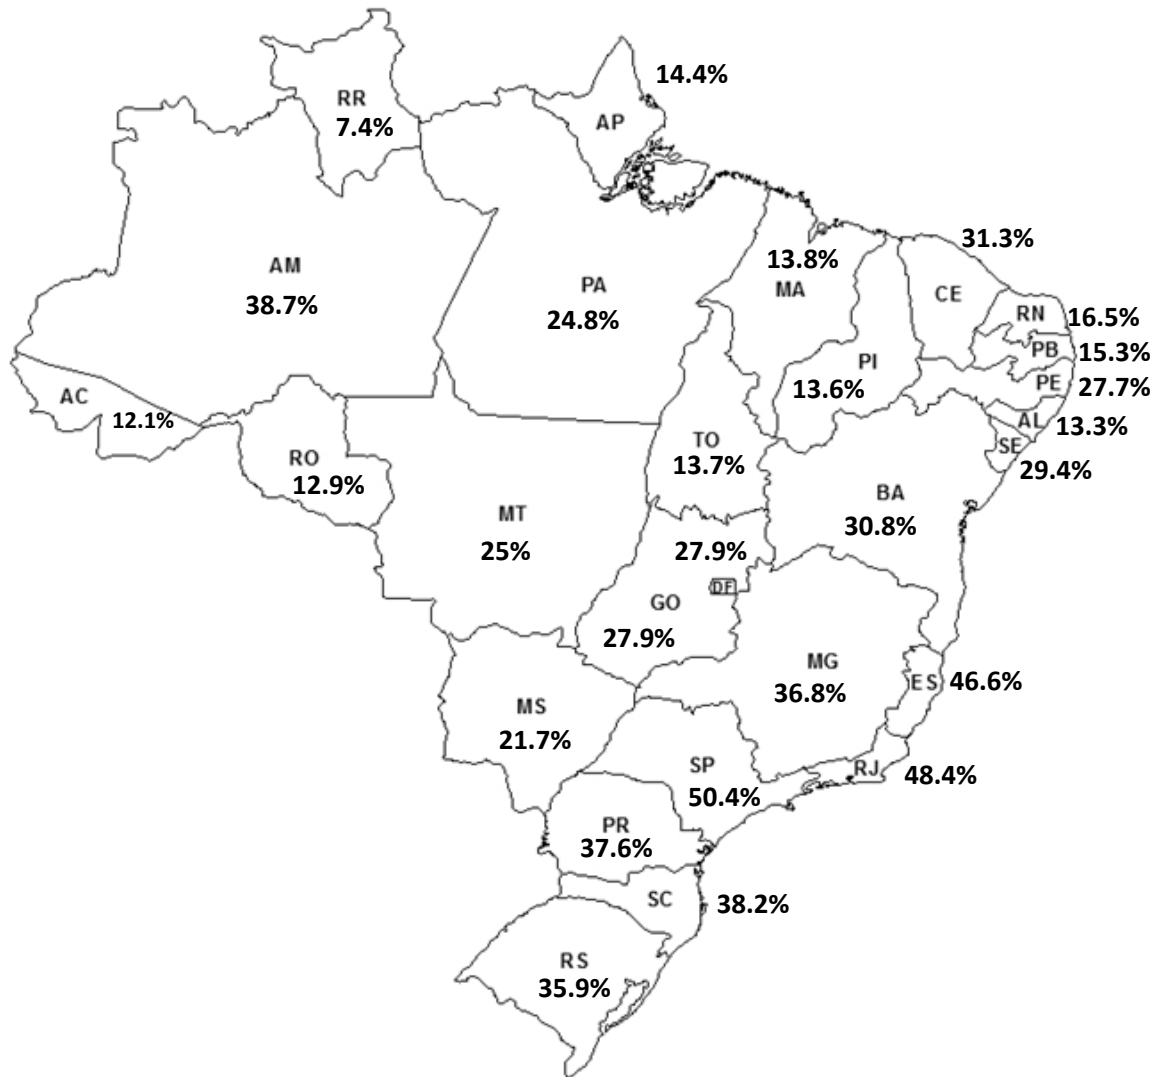 14.4%
RR
7.4%
AP
31.3%
13.8%
AM
38.7%
PA
24.8%
MA
CE
RN
16.5%
PB
15.3%
PI
13.6%
PE
27.7%
AC
12.1%
AL
13.3%
TO
13.7%
SE
29.4%
RO
12.9%
BA
30.8%
MT
25%
27.9%
DF
GO
27.9%
MG
36.8%
ES
46.6%
MS
21.7%
SP
50.4%
RJ
48.4%
PR
37.6%
SC
38.2%
RS
35.9%